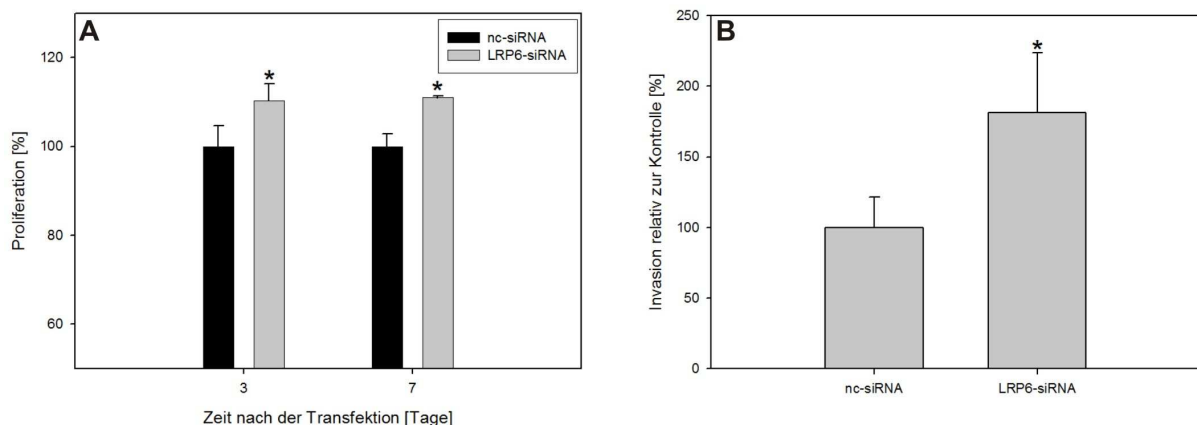 A
nc-siRNA
LRP6-siRNA
120
100
80
60
* *
3 7
Proliferation [%]
Zeit nach der Transfektion [Tage]
B
250
200
150
100
50
0
*
Invasion relativ zur Kontrolle [%]
nc-siRNA LRP6-siRNA